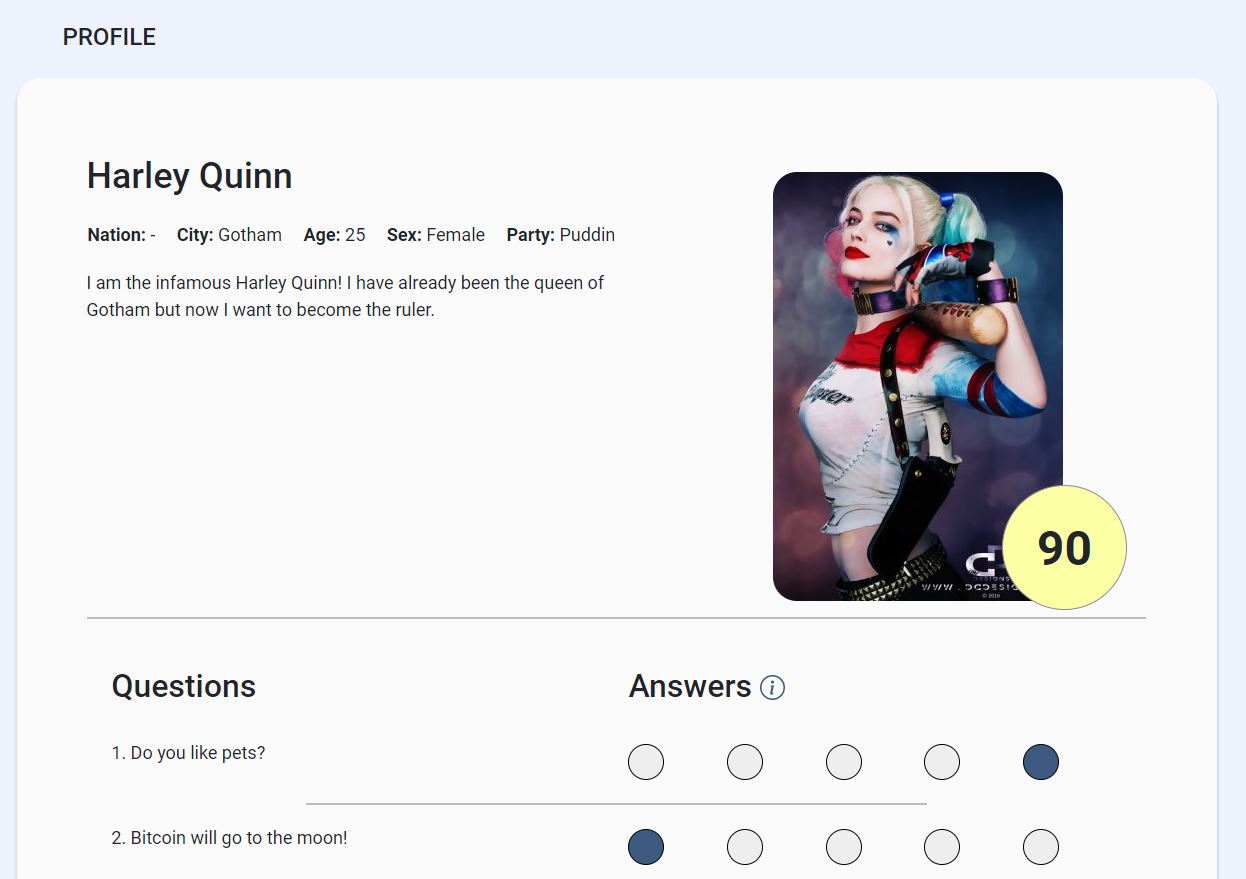 PROFILE
Harley Quinn
Nation: - City: Gotham Age: 25 Sex: Female Party: Puddin
I am the infamous Harley Quinn! I have already been the queen of
Gotham but now I want to become the ruler.
90
© 2016
Questions
Answers
1. Do you like pets?
2. Bitcoin will go to the moon!